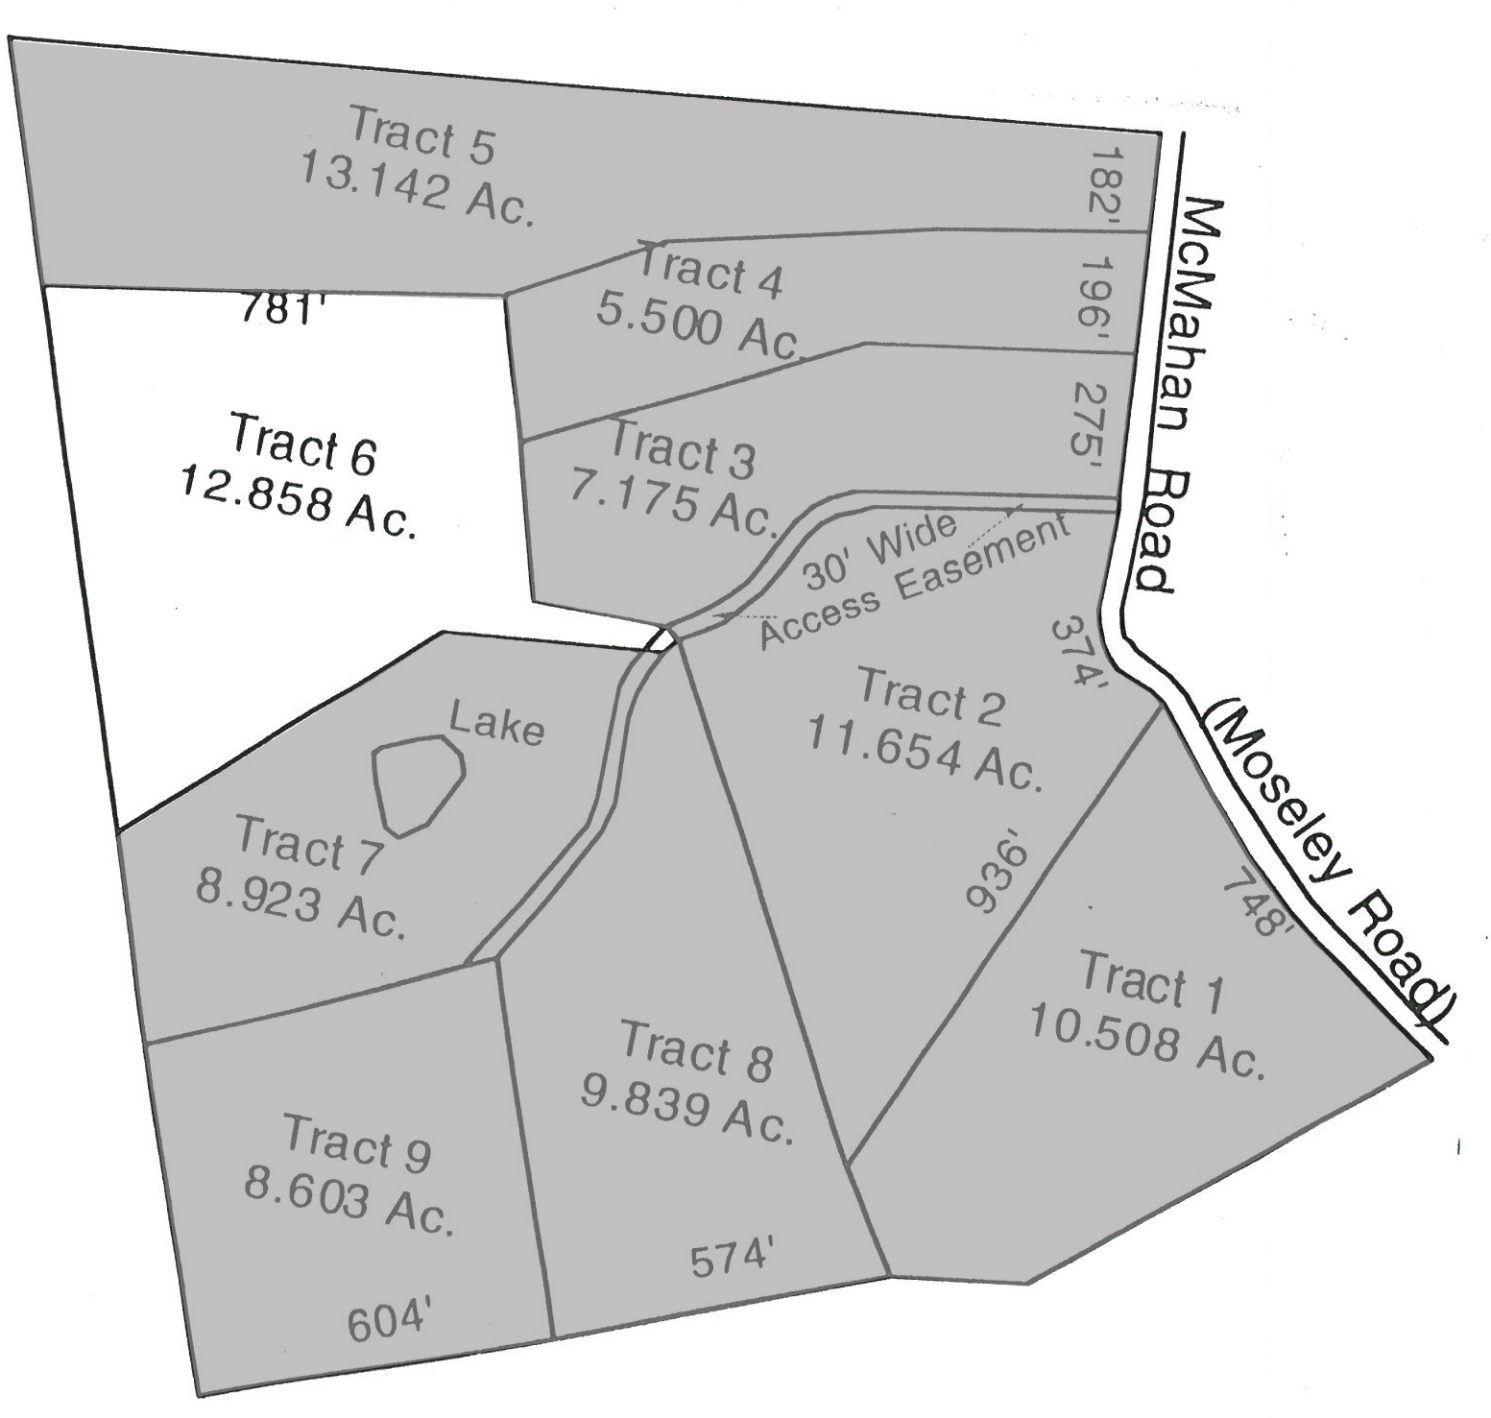 Tract 5
13.142 Ac.
182'
McMahan Road
Tract 4
5.500 Ac.
196'
781'
Tract 6
12.858 Ac.
Tract 3
7.175 Ac.
275'
30' Wide
Access Easement
374'
Tract 2
11.654 Ac.
(Moseley Road)
Lake
936'
748'
Tract 7
8.923 Ac.
Tract 1
10.508 Ac.
Tract 8
9.839 Ac.
Tract 9
8.603 Ac.
574'
604'